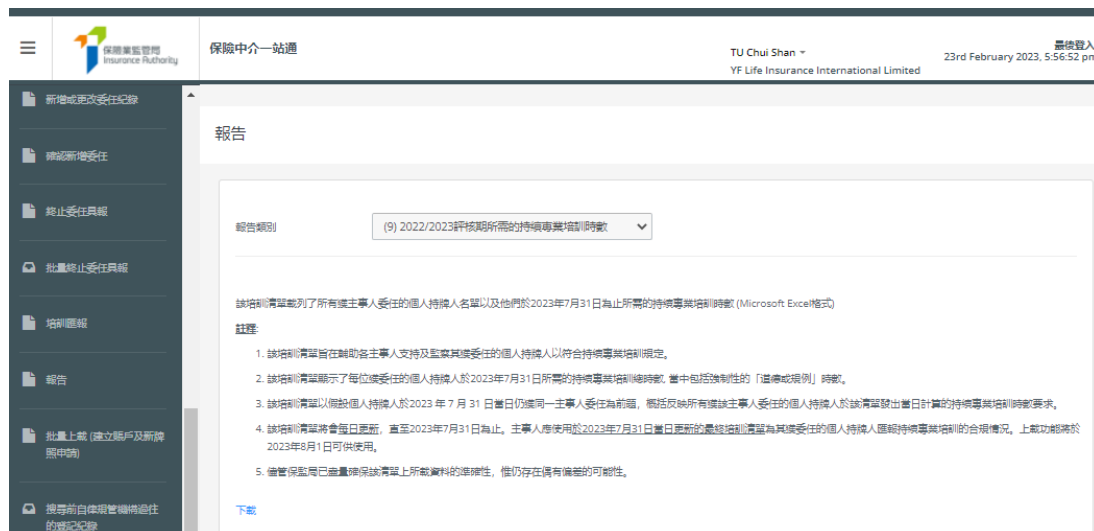 保險業監管局
Insurance Authority
保險中介一站通
TU Chui Shan
YF Life Insurance International Limited
最後登入
23rd February 2023, 5:56:52 pm
新增或更改委任紀錄
確認新增委任
終止委任具報
批量終止委任具報
培訓匯報
報告
批量上載 (建立賬戶及新牌
照申請)
搜尋前自律規管機構過往
的登記紀錄
報告
報告類別
(9) 2022/2023評核期所需的持續專業培訓時數
該培訓清單載列了所有獲主事人委任的個人持牌人名單以及他們於2023年7月31日為止所需的持續專業培訓時數 (Microsoft Excel格式)
註釋:
1. 該培訓清單旨在輔助各主事人支持及監察其獲委任的個人持牌人以符合持續專業培訓規定。
2. 該培訓清單顯示了每位獲委任的個人持牌人於2023年7月31日所需的持續專業培訓總時數, 當中包括強制性的「道德或規例」時數。
3. 該培訓清單以假設個人持牌人於2023 年 7 月 31 日當日仍獲同一主事人委任為前題，概括反映所有獲該主事人委任的個人持牌人於該清單發出當日計算的持續專業培訓時數要求。
4. 該培訓清單將會每日更新，直至2023年7月31日為止。主事人應使用於2023年7月31日當日更新的最終培訓清單為其獲委任的個人持牌人匯報持續專業培訓的合規情況。上載功能將於
2023年8月1日可供使用。
5. 儘管保監局已盡量確保該清單上所載資料的準確性，惟仍存在偶有偏差的可能性。
下載